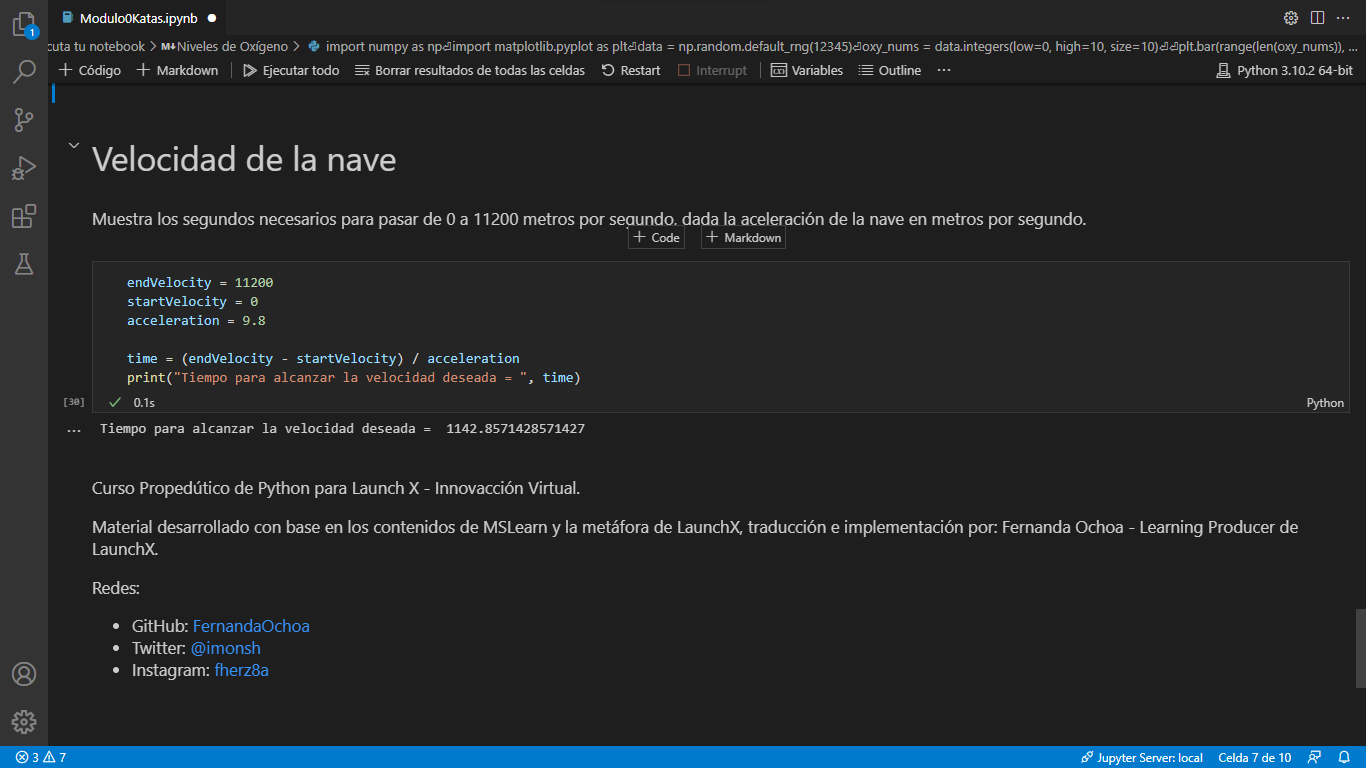 Modulo0Katas.ipynb
1
cuta tu notebook > M↓Niveles de Oxígeno > import numpy as np⏎import matplotlib.pyplot as plt⏎data = np.random.default_rng(12345)⏎oxy_nums = data.integers(low=0, high=10, size=10)⏎⏎plt.bar(range(len(oxy_nums)), ...
+ Código + Markdown Ejecutar todo Borrar resultados de todas las celdas Restart Interrupt Variables Outline ... Python 3.10.2 64-bit
Velocidad de la nave
Muestra los segundos necesarios para pasar de 0 a 11200 metros por segundo, dada la aceleración de la nave en metros por segundo.
+ Code + Markdown
endVelocity = 11200
startVelocity = 0
acceleration = 9.8
time = (endVelocity - startVelocity) / acceleration
print("Tiempo para alcanzar la velocidad deseada = ", time)
[30] 0.1s Python
... Tiempo para alcanzar la velocidad deseada =  1142.8571428571427
Curso Propedútico de Python para Launch X - Innovacción Virtual.
Material desarrollado con base en los contenidos de MSLearn y la metáfora de LaunchX, traducción e implementación por: Fernanda Ochoa - Learning Producer de
LaunchX.
Redes:
• GitHub: FernandaOchoa
• Twitter: @imonsh
• Instagram: fherz8a
3 7 Jupyter Server: local Celda 7 de 10